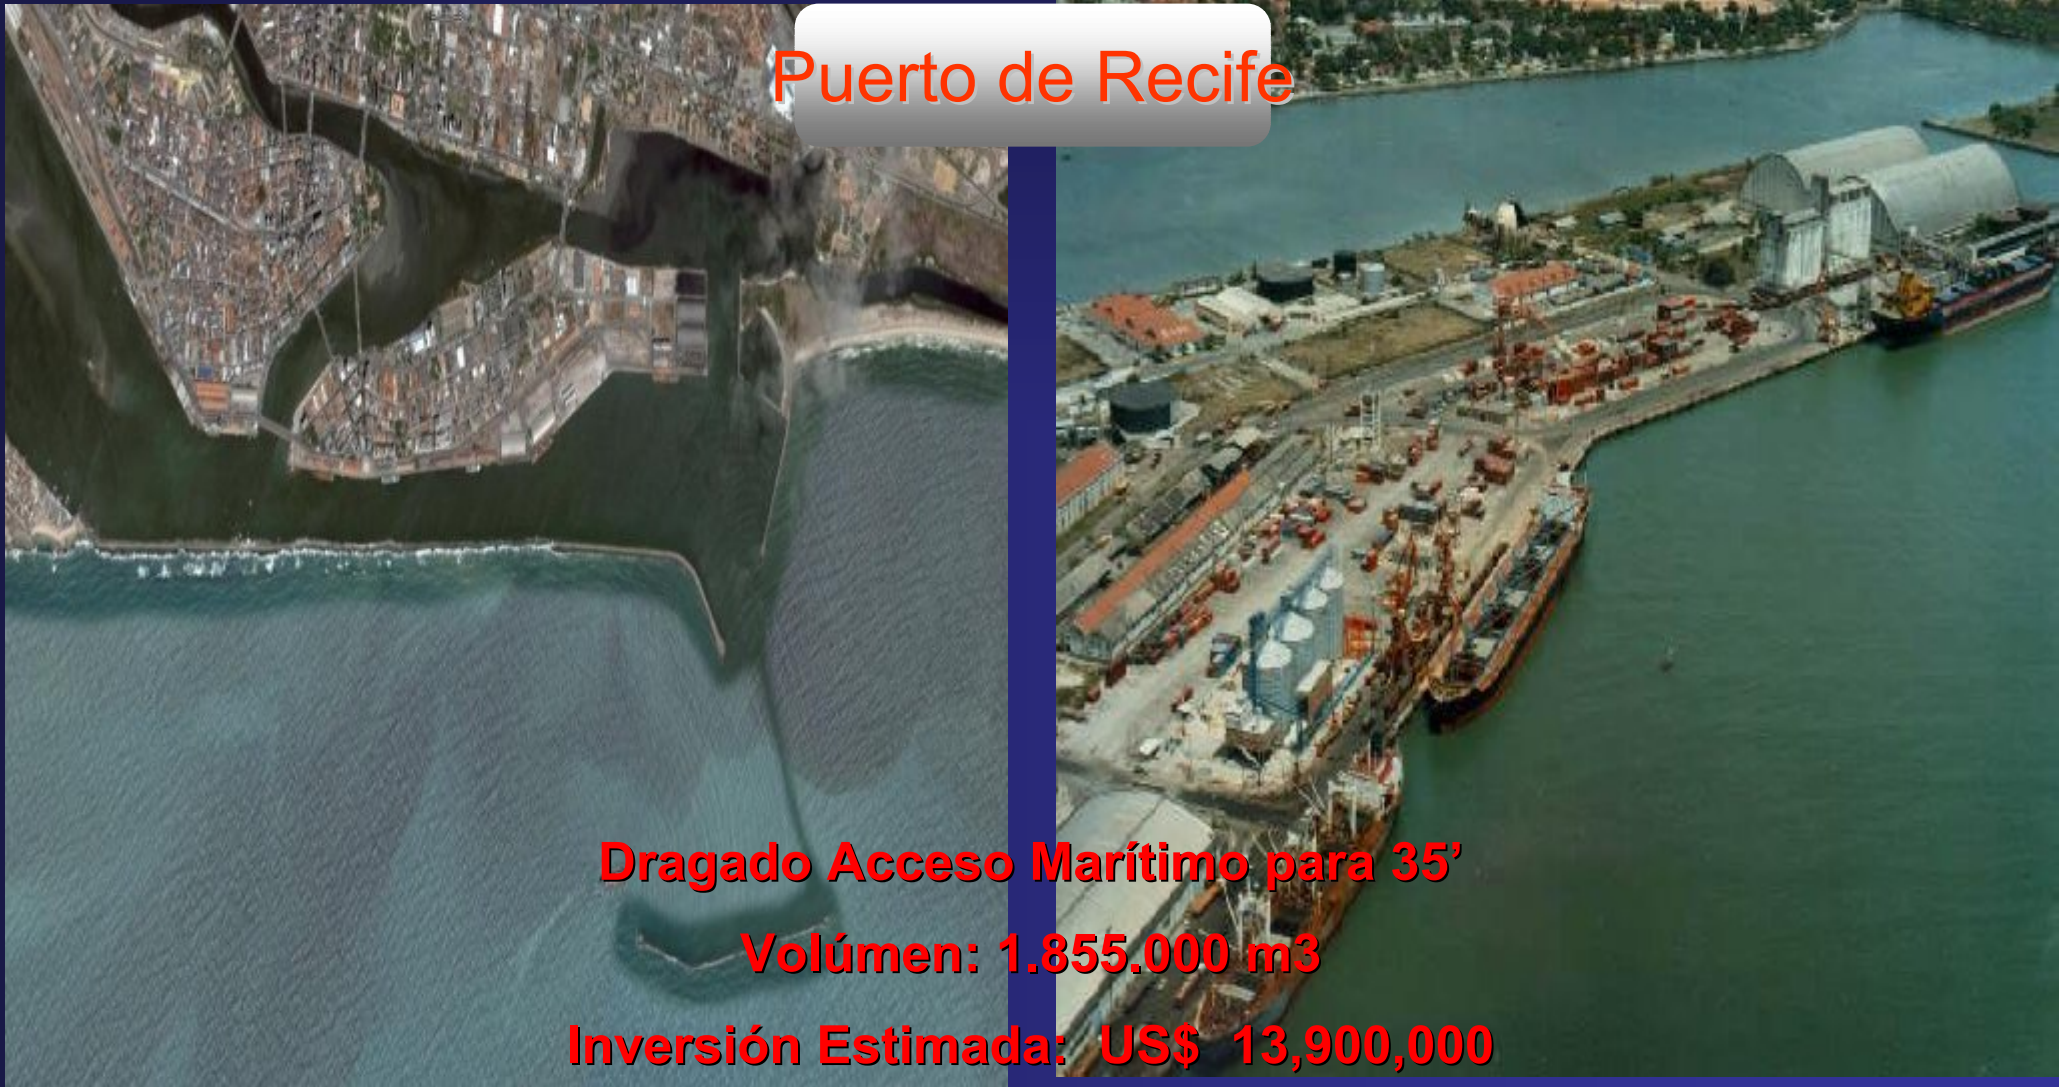 Puerto de Recife
Dragado Acceso Marítimo para 35’
Volúmen: 1.855.000 m3
Inversión Estimada: US$ 13,900,000